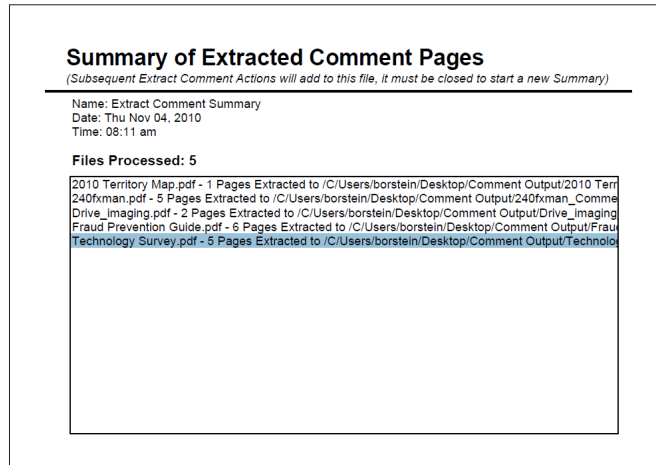 Summary of Extracted Comment Pages
(Subsequent Extract Comment Actions will add to this file, it must be closed to start a new Summary)
Name: Extract Comment Summary
Date: Thu Nov 04, 2010
Time: 08:11 am
Files Processed: 5
2010 Territory Map.pdf - 1 Pages Extracted to /C/Users/borstein/Desktop/Comment Output/2010 Terr
240fxman.pdf - 5 Pages Extracted to /C/Users/borstein/Desktop/Comment Output/240fxman_Comme
Drive_imaging.pdf - 2 Pages Extracted to /C/Users/borstein/Desktop/Comment Output/Drive_imaging
Fraud Prevention Guide.pdf - 6 Pages Extracted to /C/Users/borstein/Desktop/Comment Output/Frau
Technology Survey.pdf - 5 Pages Extracted to /C/Users/borstein/Desktop/Comment Output/Technolo